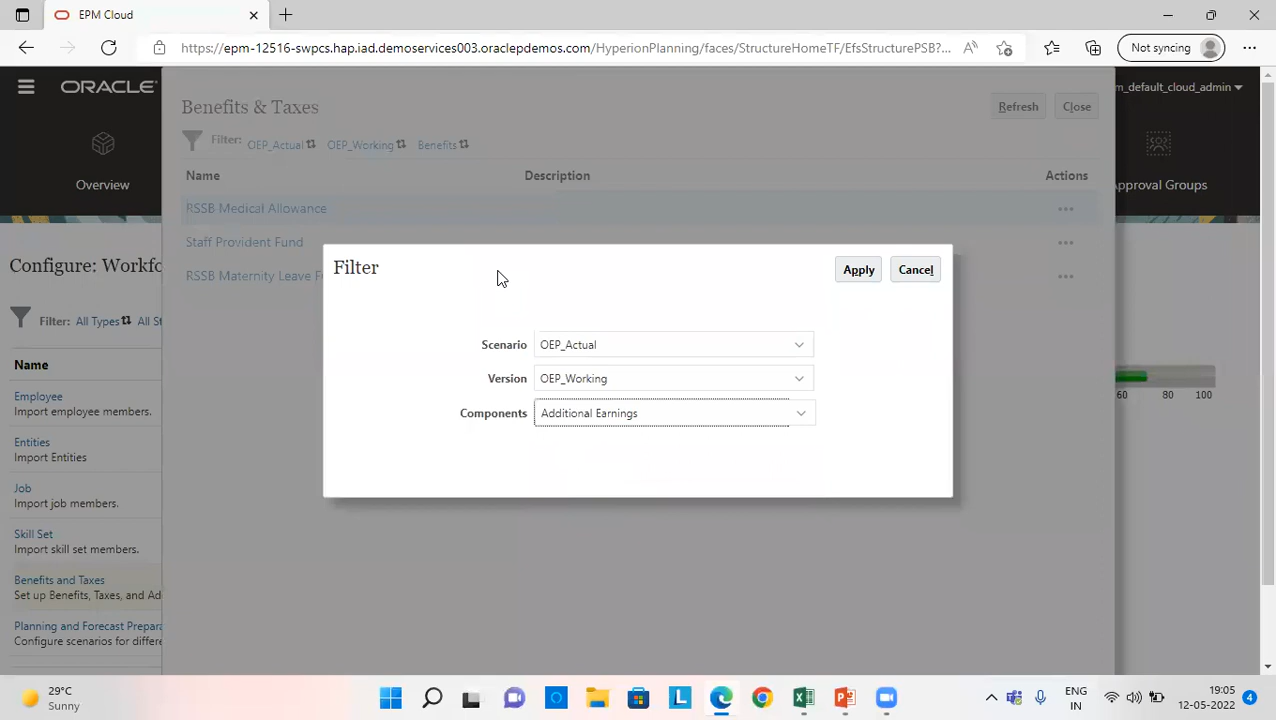 EPM Cloud
https://epm-12516-swpcs.hap.iad.demoservices003.oraclepdemos.com/HyperionPlanning/faces/StructureHomeTF/EfsStructurePSB?...
Not syncing
ORACLE
m_default_cloud_admin
Overview
Approval Groups
Benefits & Taxes
Refresh
Close
Filter: OEP_Actual OEP_Working Benefits
Name Description Actions
RSSB Medical Allowance
Staff Provident Fund
RSSB Maternity Leave F
Filter
Apply
Cancel
Scenario OEP_Actual
Version OEP_Working
Components Additional Earnings
Configure: Workfo
Filter: All Types All St
Name
Employee
Import employee members.
Entities
Import Entities
Job
Import job members.
Skill Set
Import skill set members.
Benefits and Taxes
Set up Benefits, Taxes, and Ad
Planning and Forecast Prepara
Configure scenarios for differe
60 80 100
29°C
Sunny
ENG
IN
19:05
12-05-2022
4